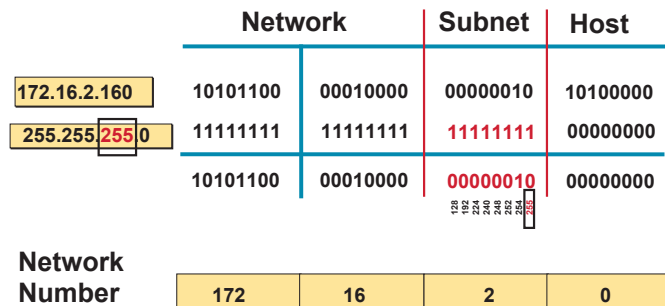 Network Subnet Host
172.16.2.160 10101100 00010000 00000010 10100000
255.255.255.0 11111111 11111111 11111111 00000000
10101100 00010000 00000010 00000000
128 192 224 240 248 252 254 255
Network
Number 172 16 2 0